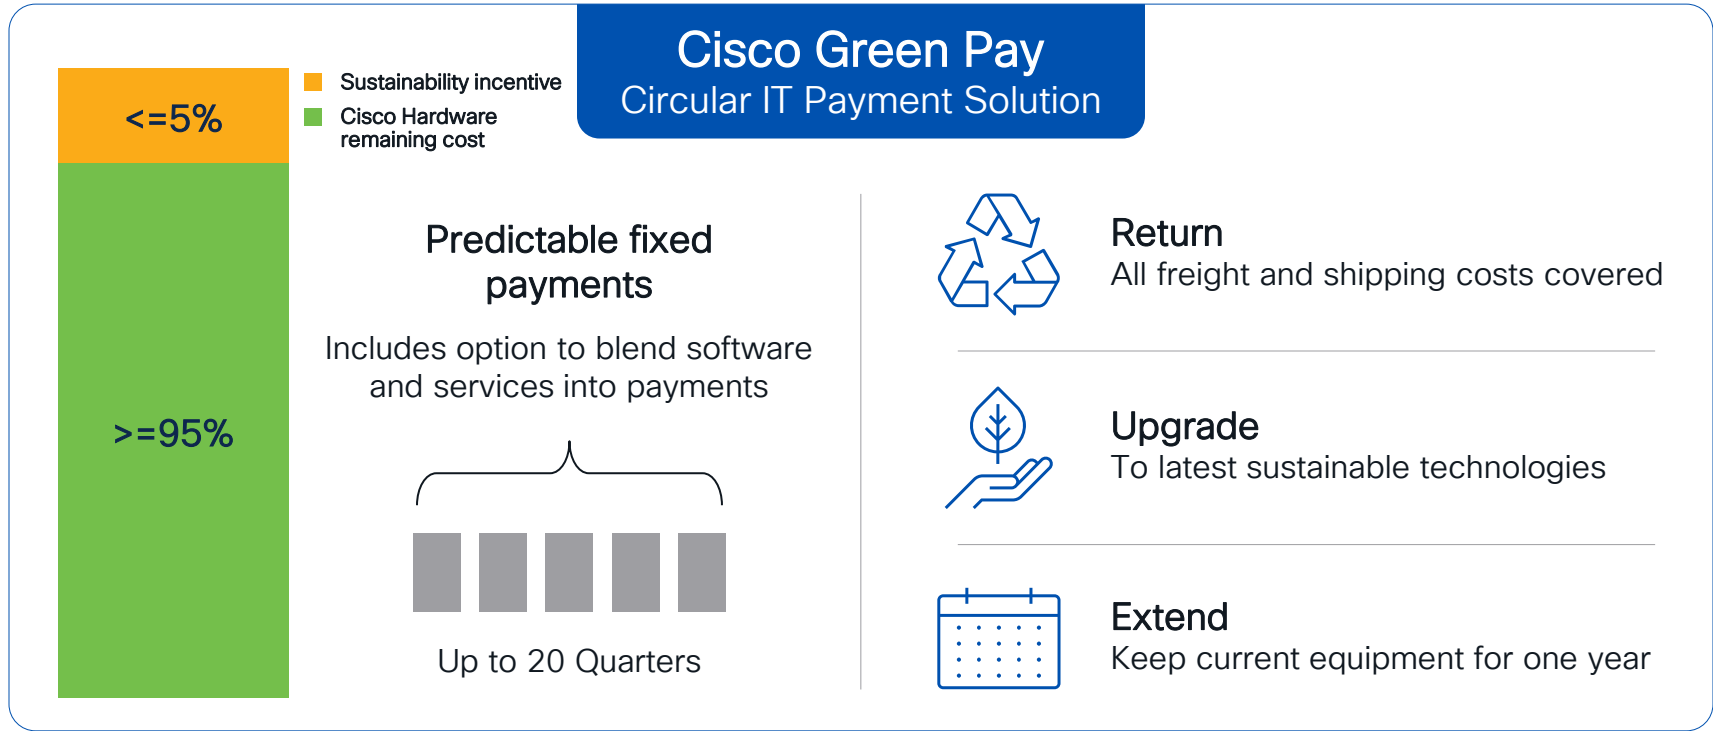 Cisco Green Pay
Circular IT Payment Solution
<=5%
Sustainability incentive
Cisco Hardware
remaining cost
>=95%
Predictable fixed
payments
Includes option to blend software
and services into payments
Up to 20 Quarters
Return
All freight and shipping costs covered
Upgrade
To latest sustainable technologies
Extend
Keep current equipment for one year